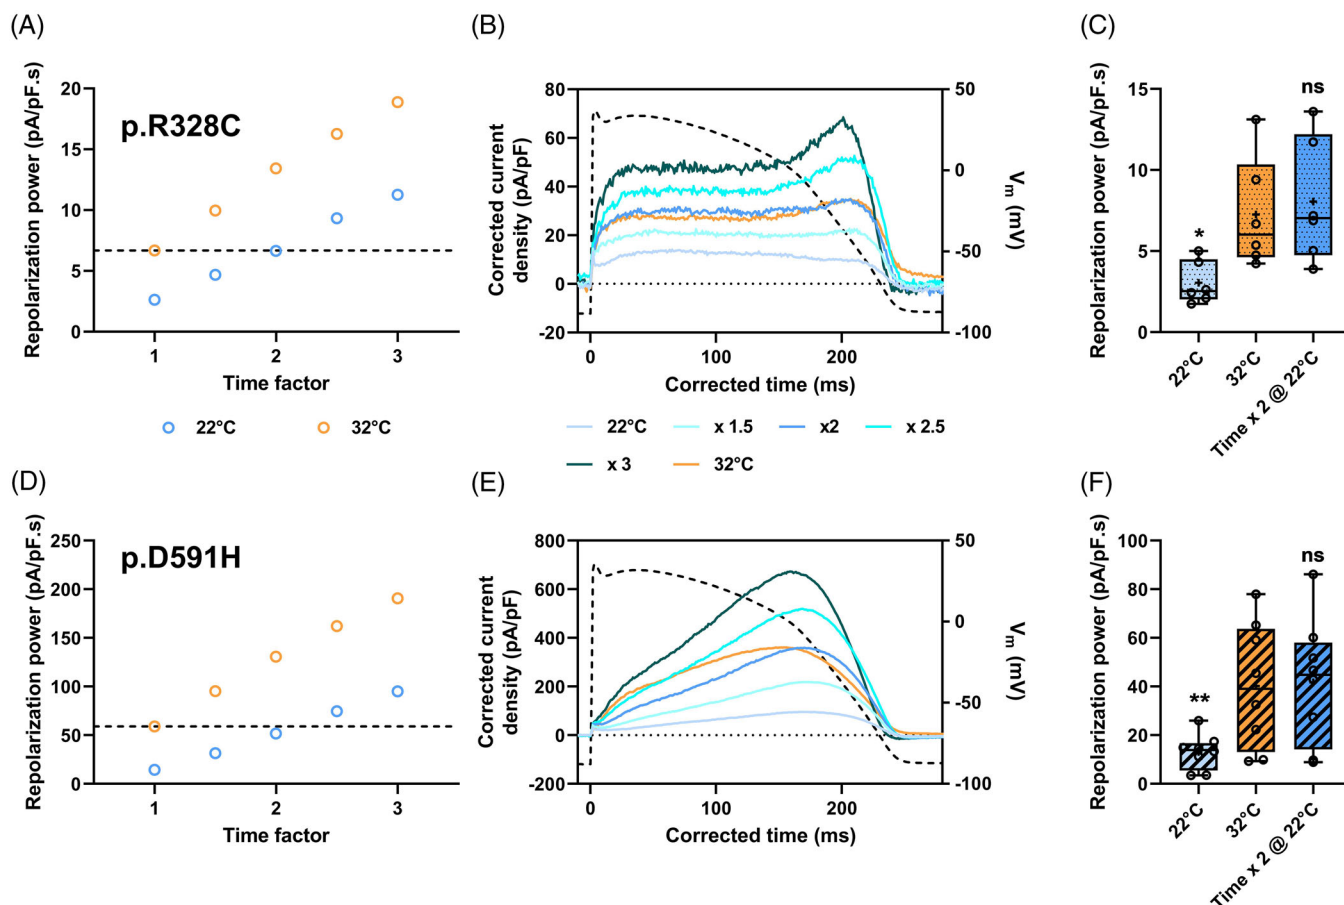 (A)
Repolarization power (pA/pF.s)
20
15
10
5
0
p.R328C
1
2
3
Time factor
22°C
32°C
(B)
Corrected current
density (pA/pF)
80
60
40
20
0
-20
50
0
-50
-100
Vm (mV)
0
100
200
Corrected time (ms)
22°C
x 1.5
x2
x 2.5
x 3
32°C
(C)
Repolarization power (pA/pF.s)
15
10
5
0
*
ns
22°C
32°C
Time x 2 @ 22°C
(D)
Repolarization power (pA/pF.s)
250
200
150
100
50
0
p.D591H
1
2
3
Time factor
(E)
Corrected current
density (pA/pF)
800
600
400
200
0
-200
50
0
-50
-100
Vm (mV)
0
100
200
Corrected time (ms)
(F)
Repolarization power (pA/pF.s)
100
80
60
40
20
0
**
ns
22°C
32°C
Time x 2 @ 22°C